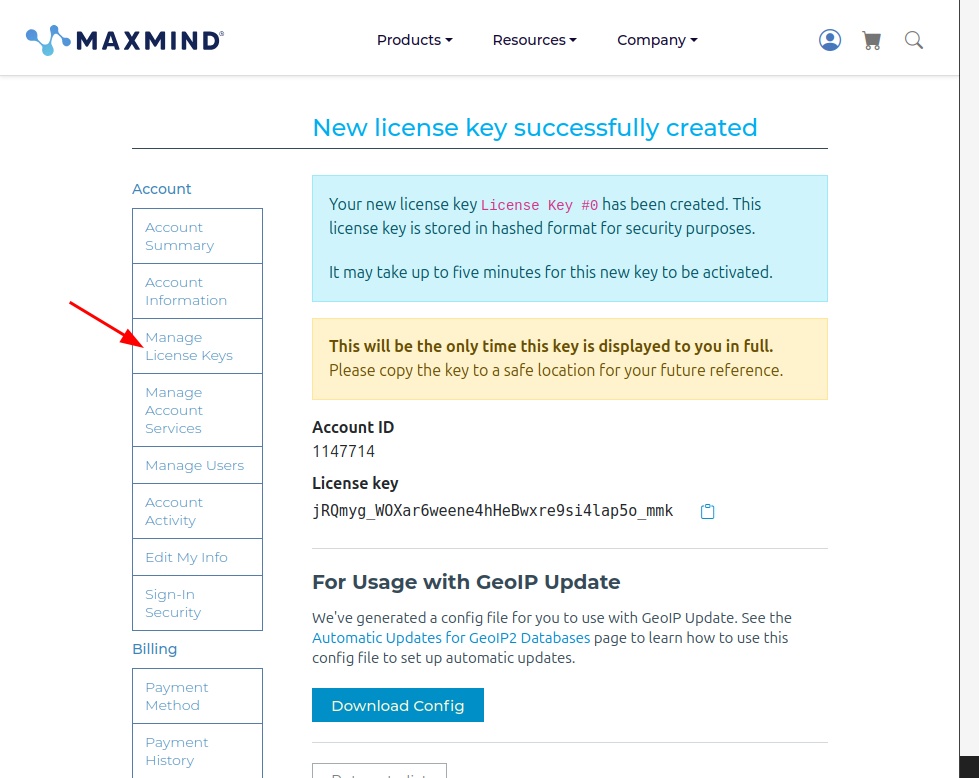 MAXMIND
Products Resources Company
New license key successfully created
Account
Account
Summary
Account
Information
Manage
License Keys
Manage
Account
Services
Manage Users
Account
Activity
Edit My Info
Sign-In
Security
Billing
Payment
Method
Payment
History
Your new license key License Key #0 has been created. This
license key is stored in hashed format for security purposes.
It may take up to five minutes for this new key to be activated.
This will be the only time this key is displayed to you in full.
Please copy the key to a safe location for your future reference.
Account ID
1147714
License key
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
For Usage with GeoIP Update
We've generated a config file for you to use with GeoIP Update. See the
Automatic Updates for GeoIP2 Databases page to learn how to use this
config file to set up automatic updates.
Download Config